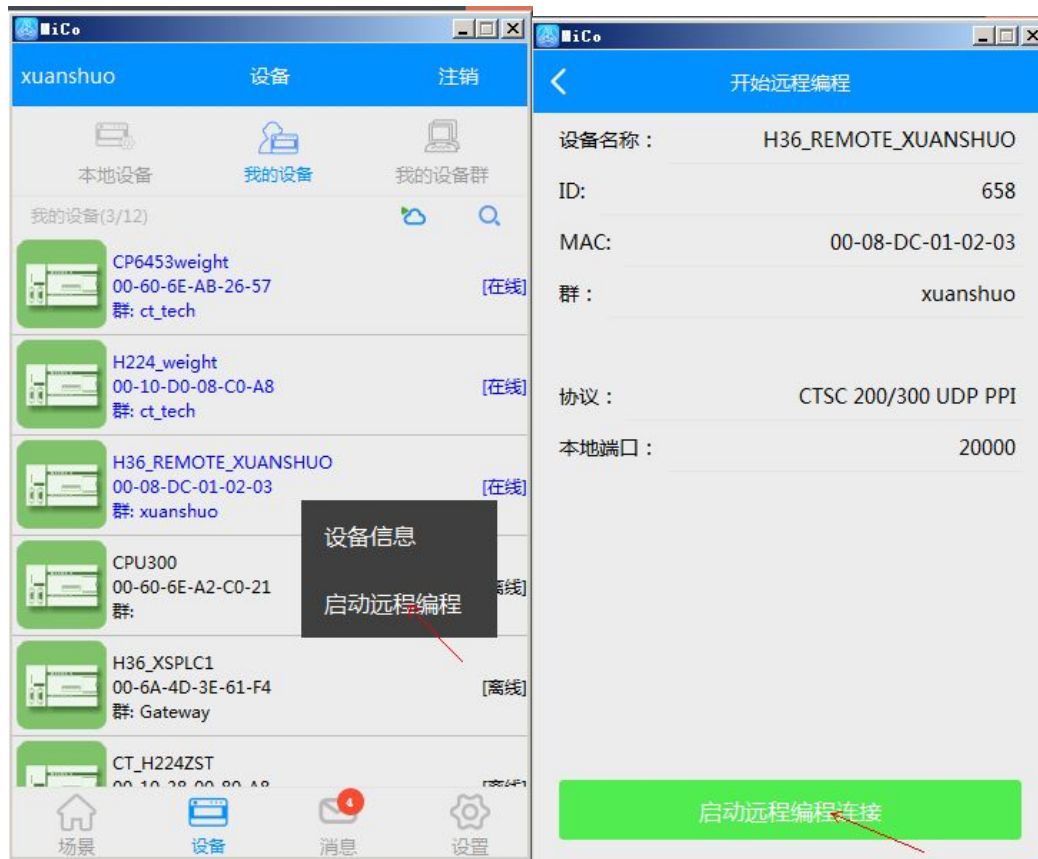 MiCo
xuanshuo 设备 注销
本地设备 我的设备 我的设备群
我的设备(3/12)
CP6453weight
00-60-6E-AB-26-57 [在线]
群: ct_tech
H224_weight
00-10-D0-08-C0-A8 [在线]
群: ct_tech
H36_REMOTE_XUANSHUO
00-08-DC-01-02-03 [在线]
群: xuanshuo
设备信息
启动远程编程
CPU300
00-60-6E-A2-C0-21 离线]
群:
H36_XSPLC1
00-6A-4D-3E-61-F4 [离线]
群: Gateway
CT_H224ZST
4
场景 设备 消息 设置
MiCo
开始远程编程
设备名称： H36_REMOTE_XUANSHUO
ID: 658
MAC: 00-08-DC-01-02-03
群： xuanshuo
协议： CTSC 200/300 UDP PPI
本地端口： 20000
启动远程编程连接